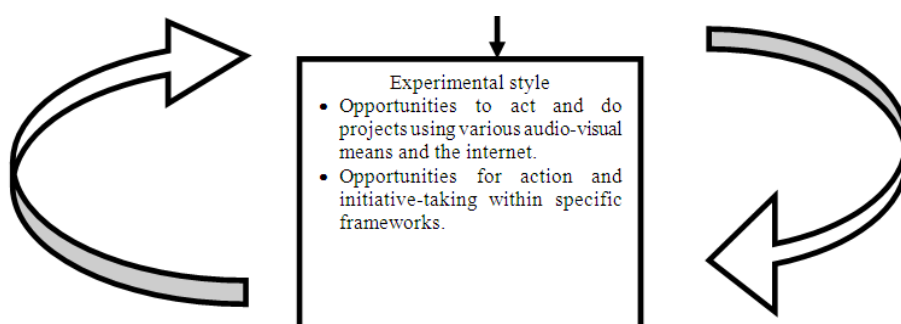 Experimental style
• Opportunities to act and do
projects using various audio-visual
means and the internet.
• Opportunities for action and
initiative-taking within specific
frameworks.